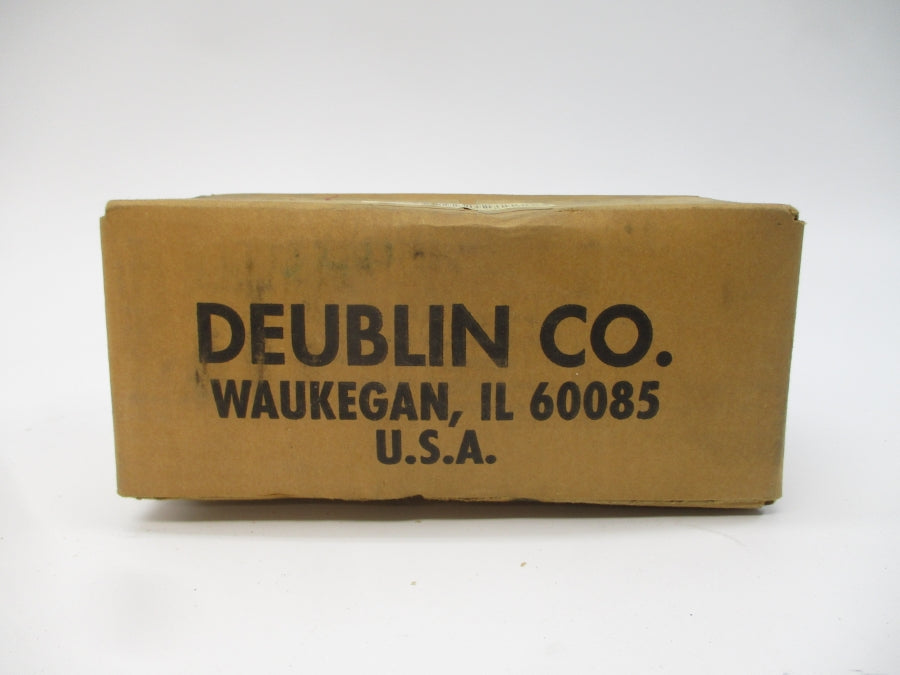 DEUBLIN CO.
WAUKEGAN, IL 60085
U.S.A.